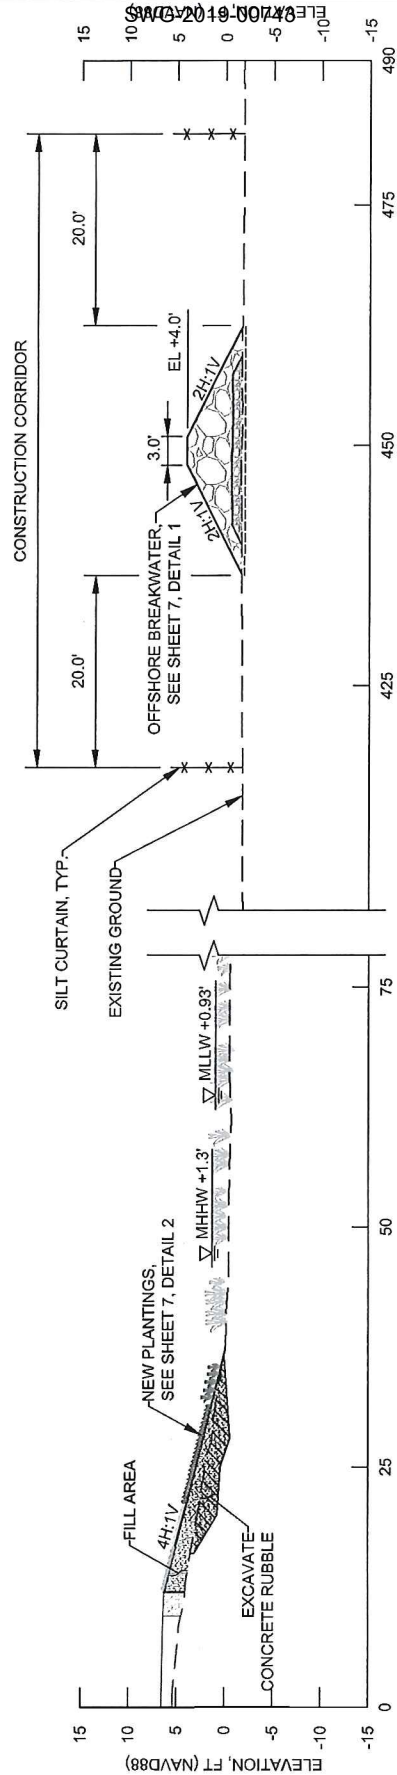 SWG-2019-00743
ELEVATION, FT (NAVD88)
15
10
5
0
-5
-10
-15
490
475
450
425
75
50
25
0
CONSTRUCTION CORRIDOR
20.0'
20.0'
3.0'
EL +4.0'
2H:1V
2H:1V
OFFSHORE BREAKWATER,
SEE SHEET 7, DETAIL 1
SILT CURTAIN, TYP.
EXISTING GROUND
MLLW +0.93'
MHHW +1.3'
NEW PLANTINGS,
SEE SHEET 7, DETAIL 2
FILL AREA
4H:1V
EXCAVATE
CONCRETE RUBBLE
15
10
5
0
-5
-10
-15
ELEVATION, FT (NAVD88)